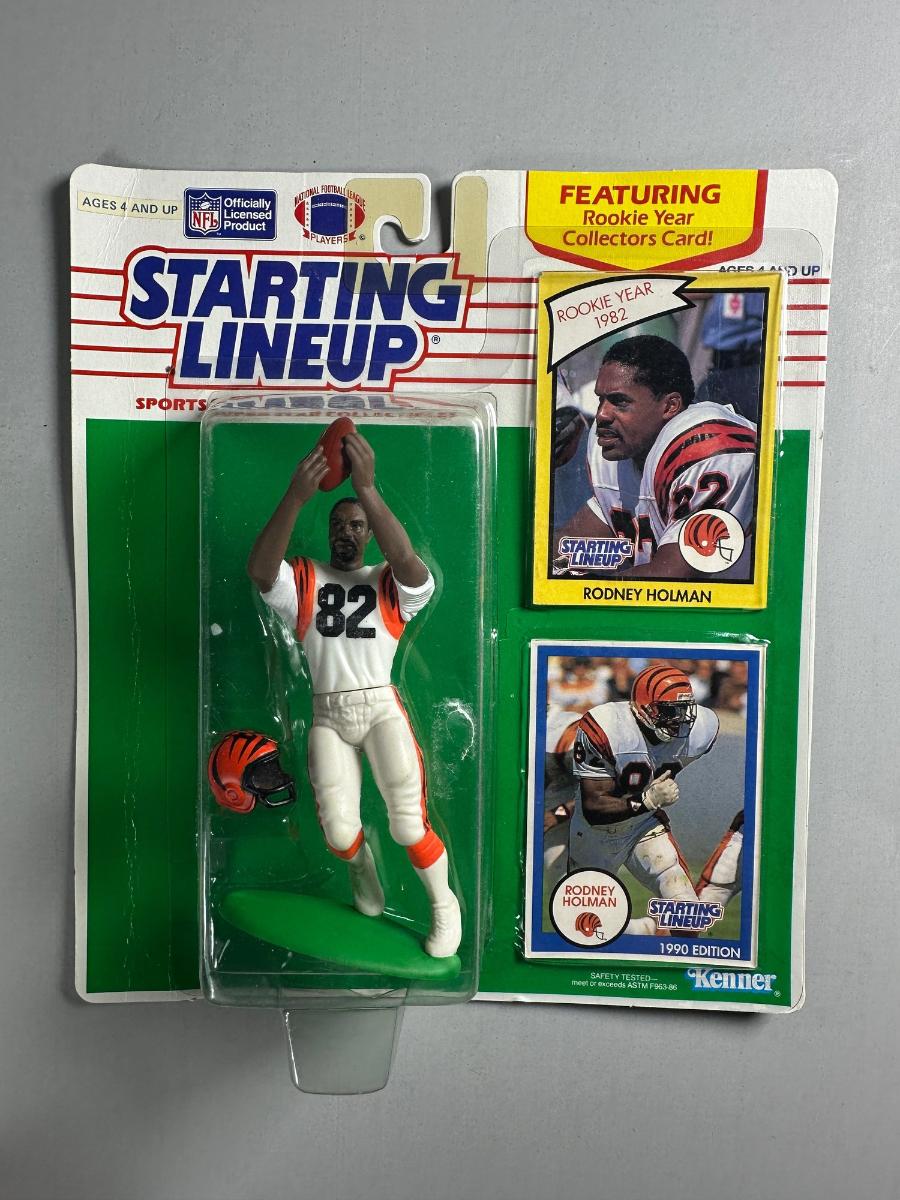 AGES 4 AND UP
NFL
Officially
Licensed
Product
NATIONAL FOOTBALL LEAGUE
PLAYERS
©
FEATURING
Rookie Year
Collectors Card!
AGES 4 AND UP
STARTING
LINEUP®
SPORTS
ROOKIE YEAR
1982
82
STARTING
LINEUP
RODNEY HOLMAN
RODNEY
HOLMAN
STARTING
LINEUP
1990 EDITION
SAFETY TESTED—
meet or exceeds ASTM F963-86
Kenner®